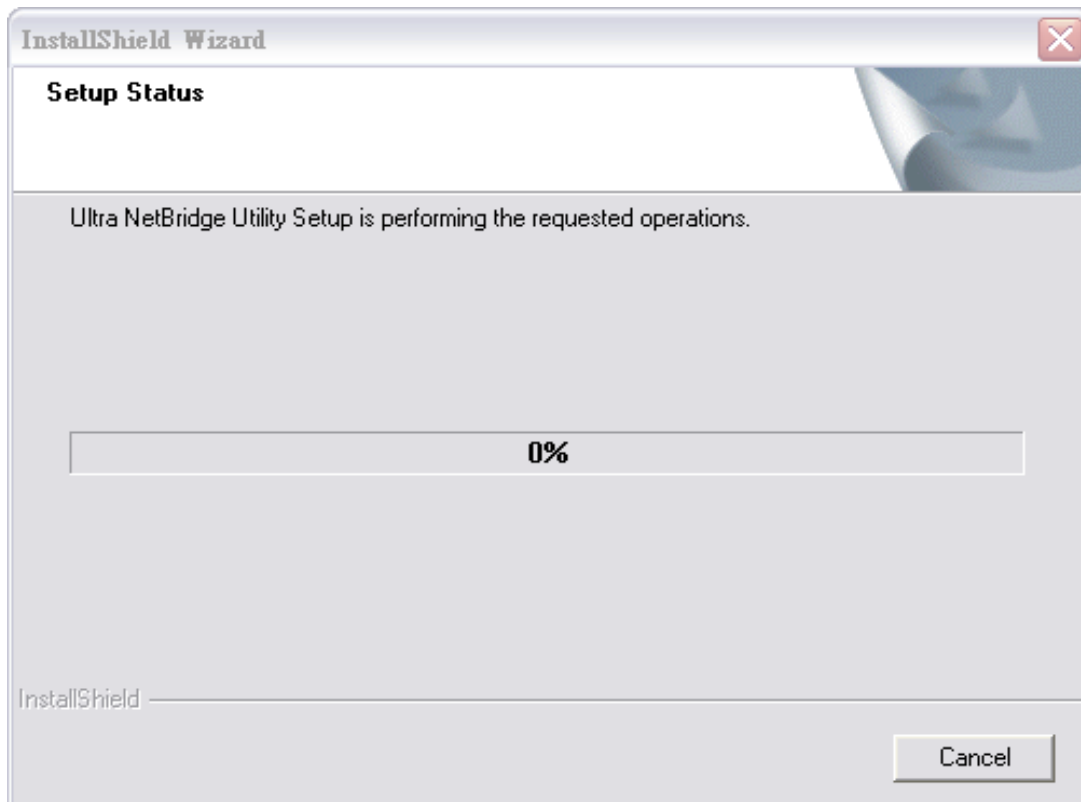 InstallShield Wizard
Setup Status
Ultra NetBridge Utility Setup is performing the requested operations.
0%
InstallShield
Cancel